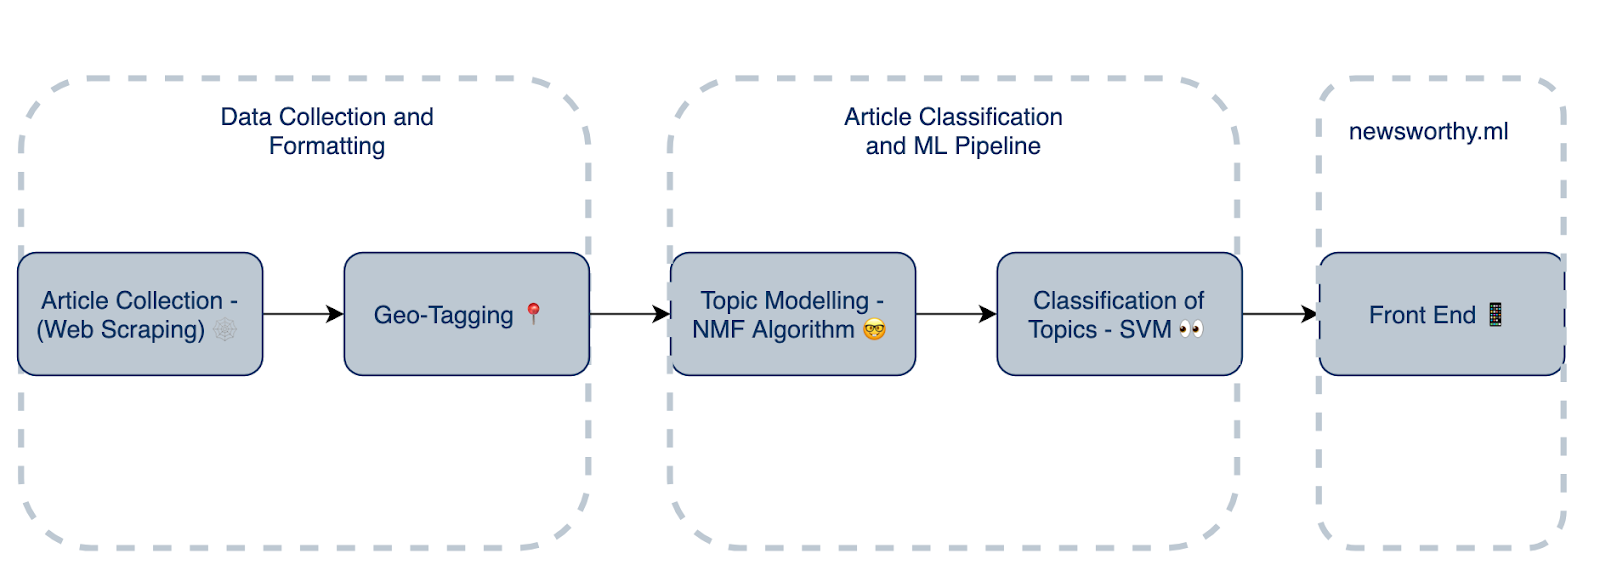 Data Collection and
Formatting
Article Classification
and ML Pipeline
newsworthy.ml
Article Collection -
(Web Scraping) 🕸
Geo-Tagging 📍
Topic Modelling -
NMF Algorithm 🤓
Classification of
Topics - SVM 👀
Front End 📱